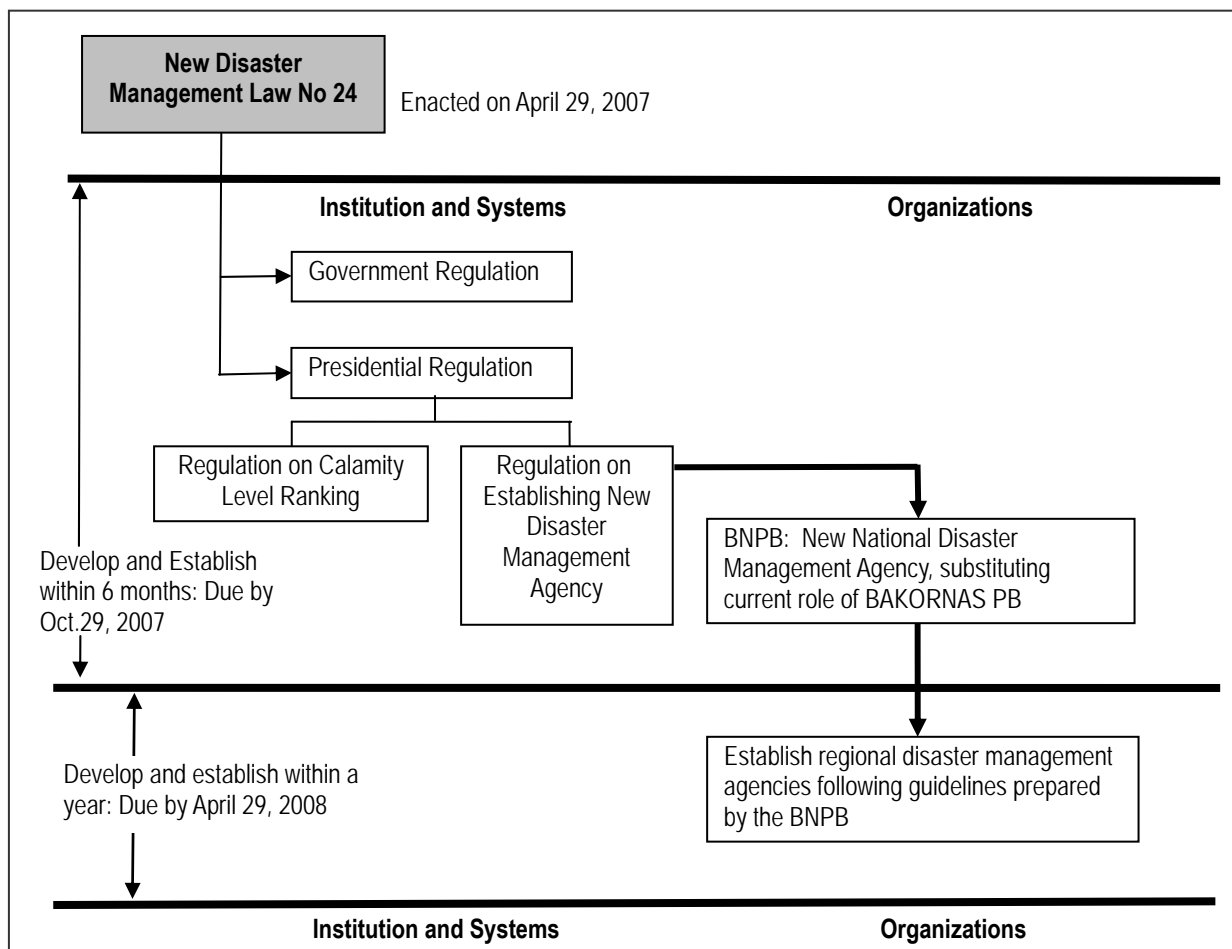 New Disaster
Management Law No 24
Enacted on April 29, 2007
Institution and Systems
Organizations
Government Regulation
Presidential Regulation
Regulation on Calamity
Level Ranking
Regulation on
Establishing New
Disaster
Management
Agency
BNPB:  New National Disaster
Management Agency, substituting
current role of BAKORNAS PB
Develop and Establish
within 6 months: Due by
Oct.29, 2007
Develop and establish within a
year: Due by April 29, 2008
Establish regional disaster management
agencies following guidelines prepared
by the BNPB
Institution and Systems
Organizations